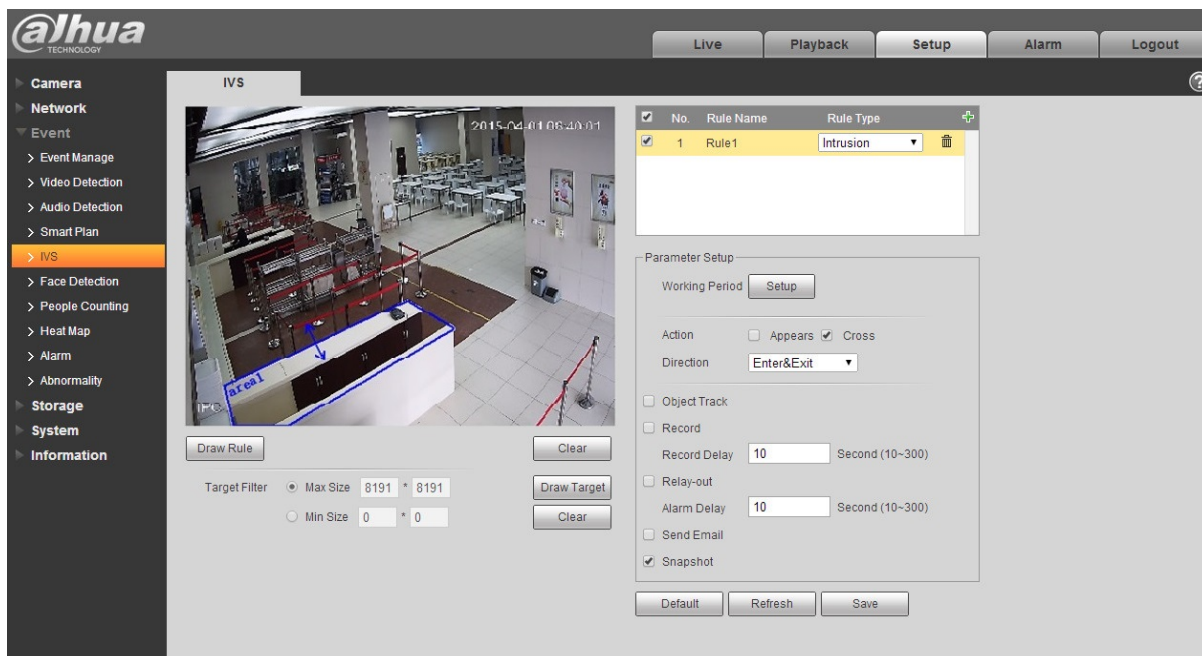 alhua
TECHNOLOGY
Live Playback Setup Alarm Logout
Camera
Network
Event
Event Manage
Video Detection
Audio Detection
Smart Plan
IVS
Face Detection
People Counting
Heat Map
Alarm
Abnormality
Storage
System
Information
IVS
?
2015-04-01 06:40:01
area1
IPC
Draw Rule Clear
Target Filter Max Size 8191 * 8191 Draw Target
Min Size 0 * 0 Clear
No. Rule Name Rule Type
1 Rule1 Intrusion
Parameter Setup
Working Period Setup
Action Appears Cross
Direction Enter&Exit
Object Track
Record
Record Delay 10 Second (10~300)
Relay-out
Alarm Delay 10 Second (10~300)
Send Email
Snapshot
Default Refresh Save